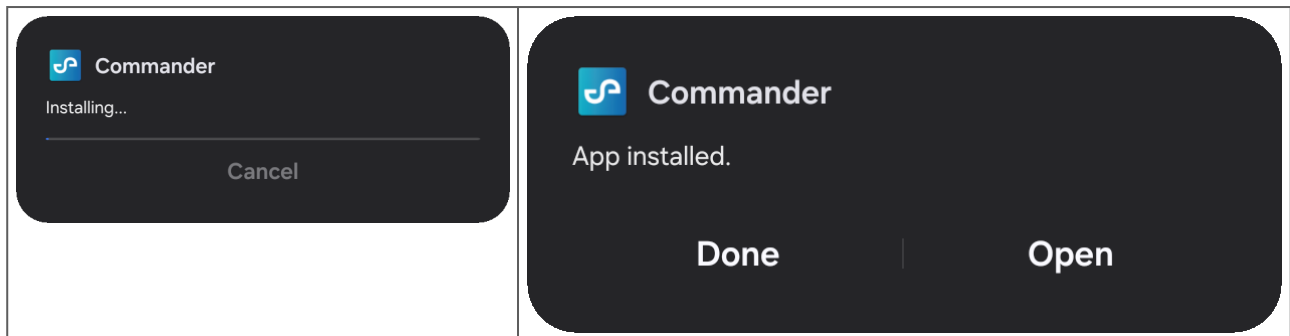 Commander
Installing...
Cancel
Commander
App installed.
Done
Open